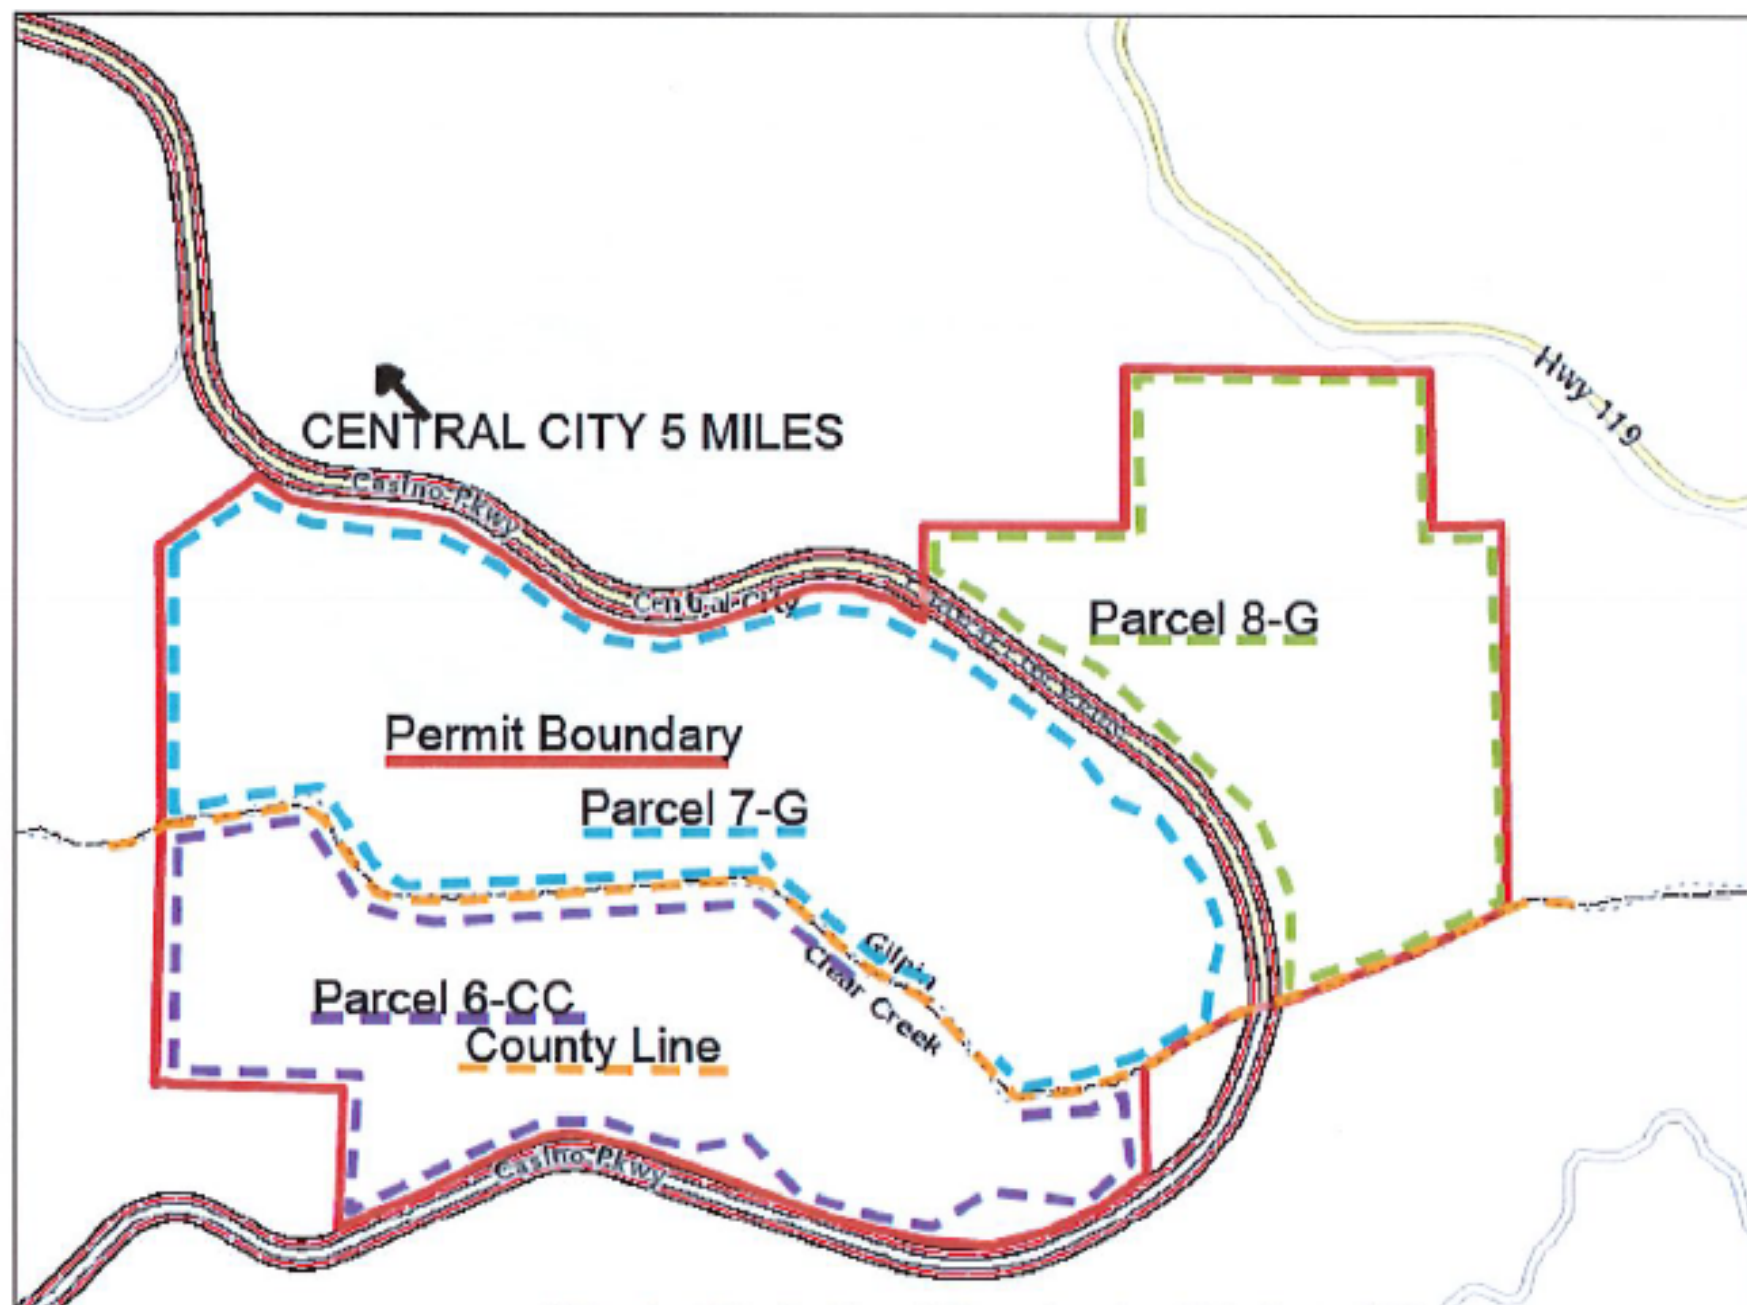 Hwy 119
CENTRAL CITY 5 MILES
Casino Pkwy
Central City
Parcel 8-G
Permit Boundary
Parcel 7-G
Gilpin
Clear Creek
Parcel 6-CC
County Line
Casino Pkwy